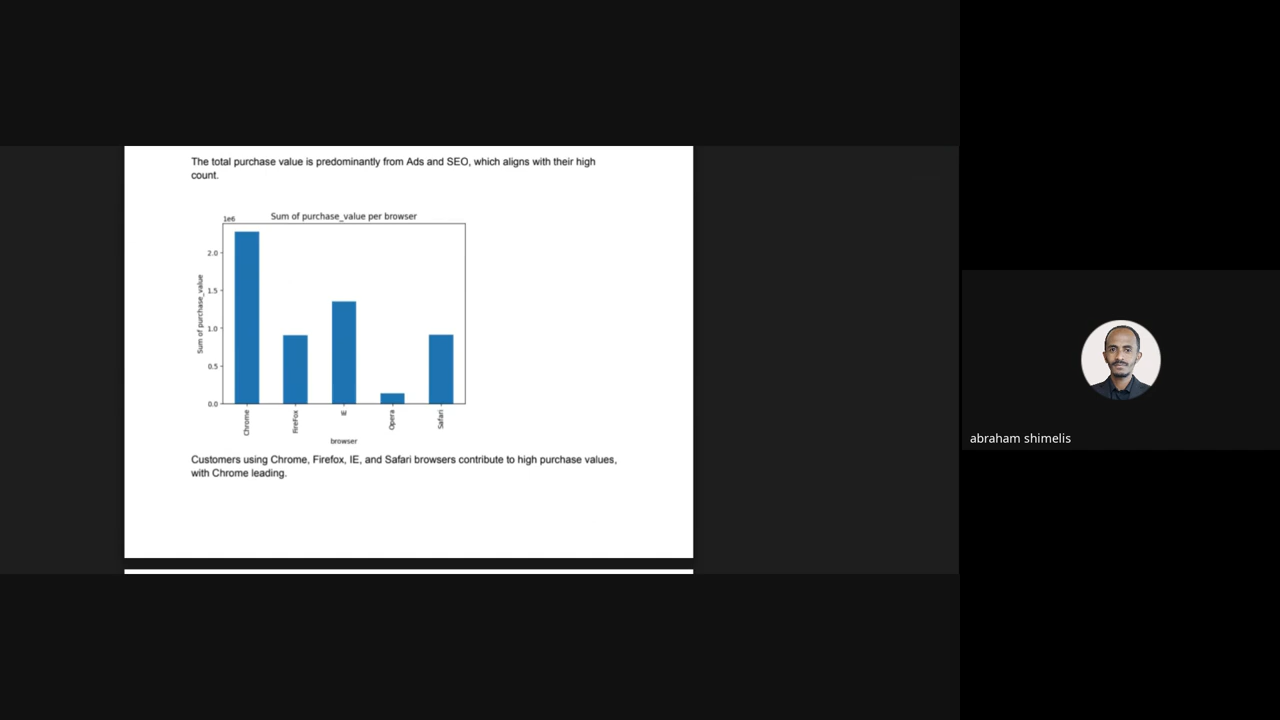 The total purchase value is predominantly from Ads and SEO, which aligns with their high
count.
1e6
Sum of purchase_value per browser
Sum of purchase_value
2.0
1.5
1.0
0.5
0.0
Chrome
FireFox
IE
Opera
Safari
browser
Customers using Chrome, Firefox, IE, and Safari browsers contribute to high purchase values,
with Chrome leading.
abraham shimelis